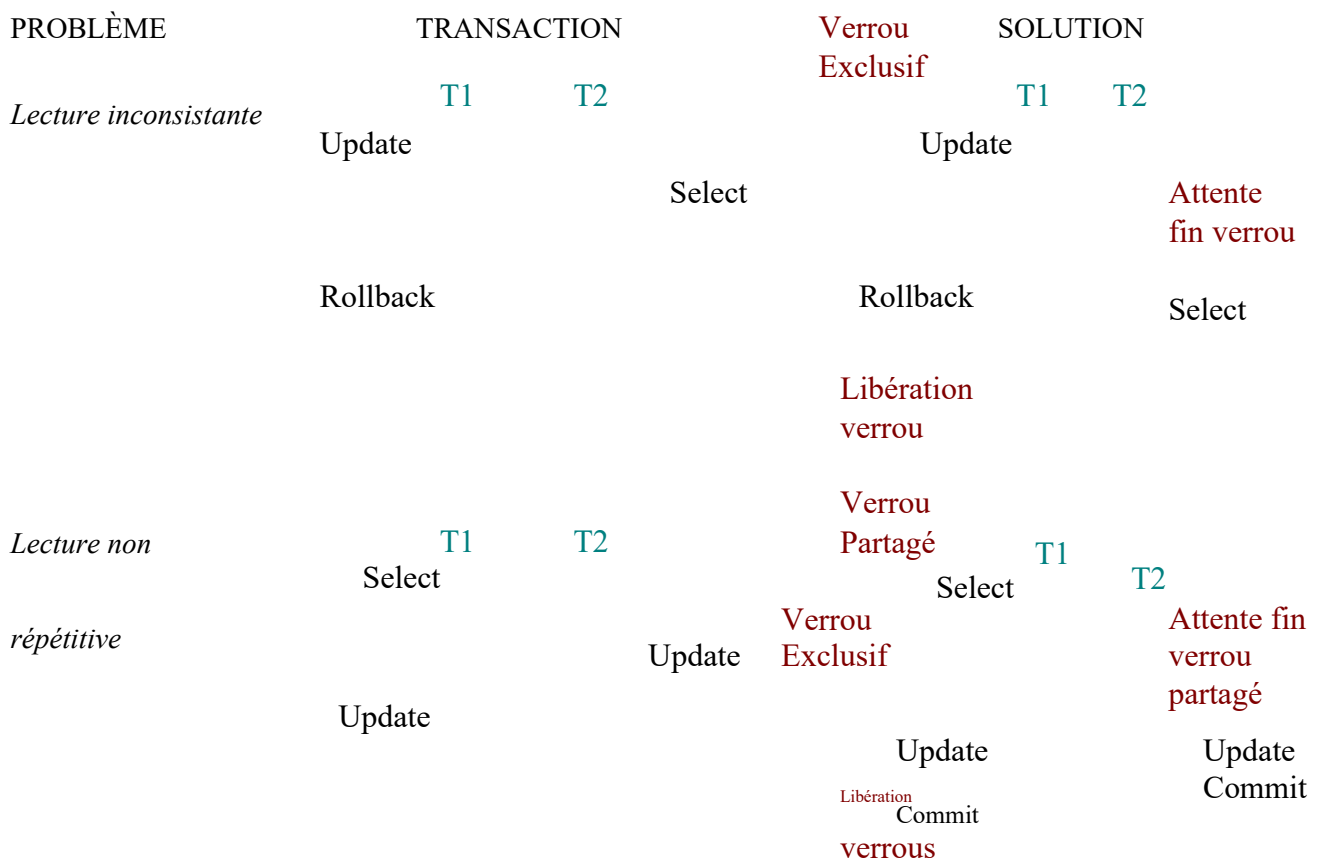 PROBLÈME TRANSACTION Verrou Exclusif SOLUTION
Lecture inconsistante T1 T2 T1 T2
Update Update
Select Attente
fin verrou
Rollback Rollback Select
Libération
verrou
Verrou
Partagé
Lecture non T1 T2 T1 T2
Select Select
répétitive Verrou
Exclusif
Attente fin
verrou
partagé
Update
Update
Update Update
Commit
Libération
Commit
verrous